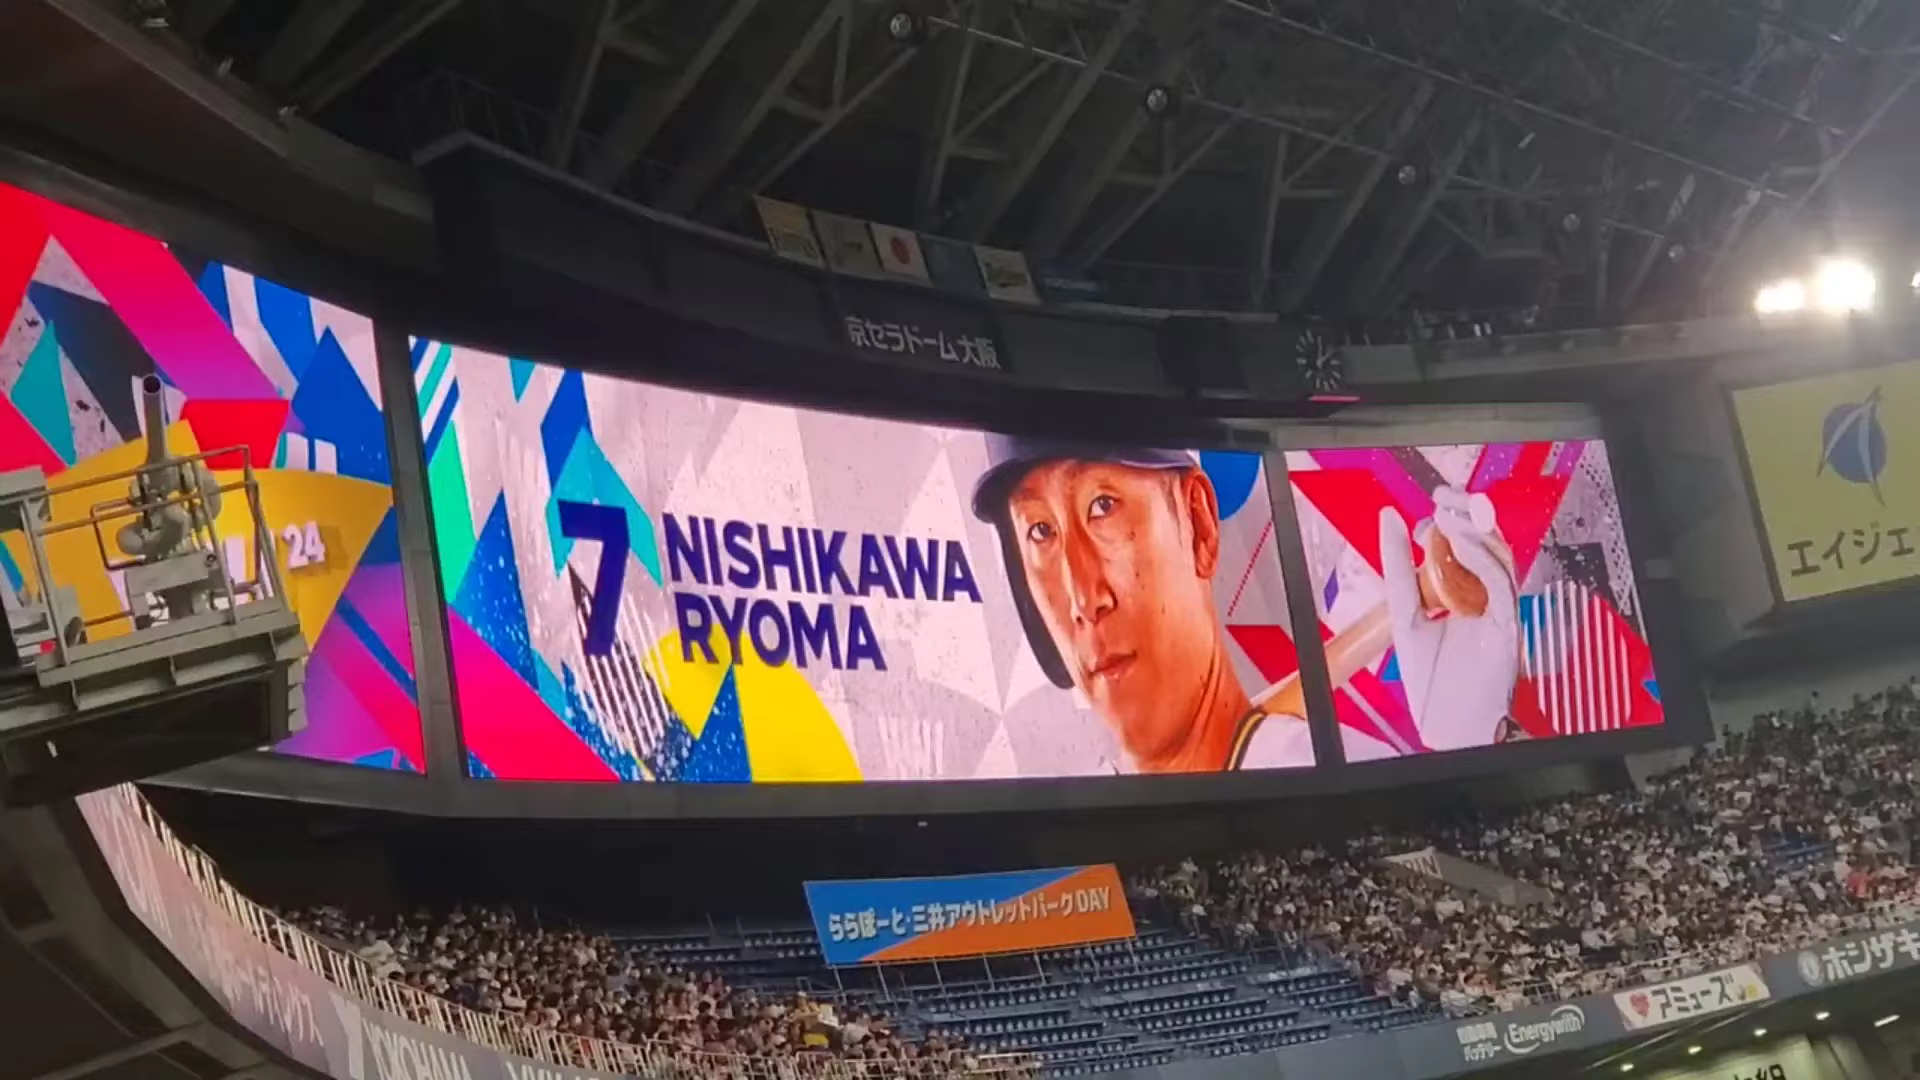 京セラドーム大阪
24
7
NISHIKAWA
RYOMA
エイジェ
ららぽーと・三井アウトレットパークDAY
ホシザキ
アミューズ
Energywith
YOKOHAMA